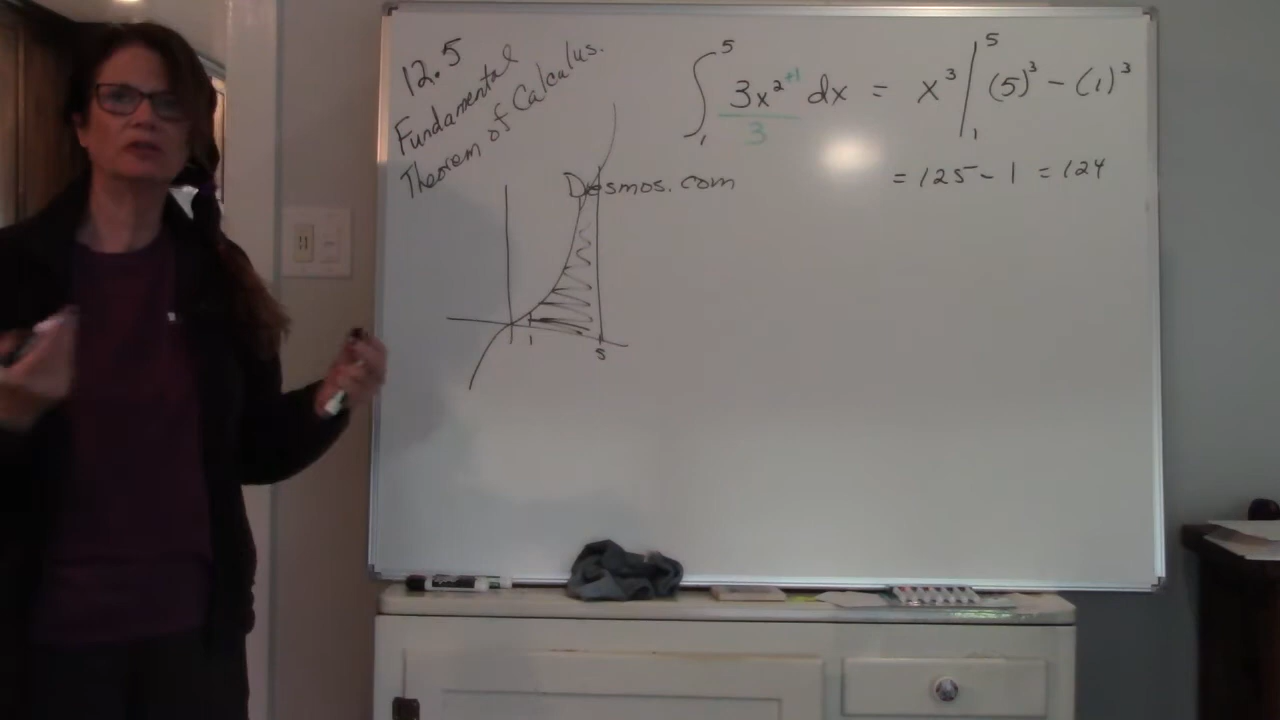 12.5
Fundamental
Theorem of Calculus.
∫₁⁵ 3x²⁺¹/3 dx = x³ |₁⁵ (5)³ - (1)³
= 125 - 1 = 124
Desmos.com
1
5